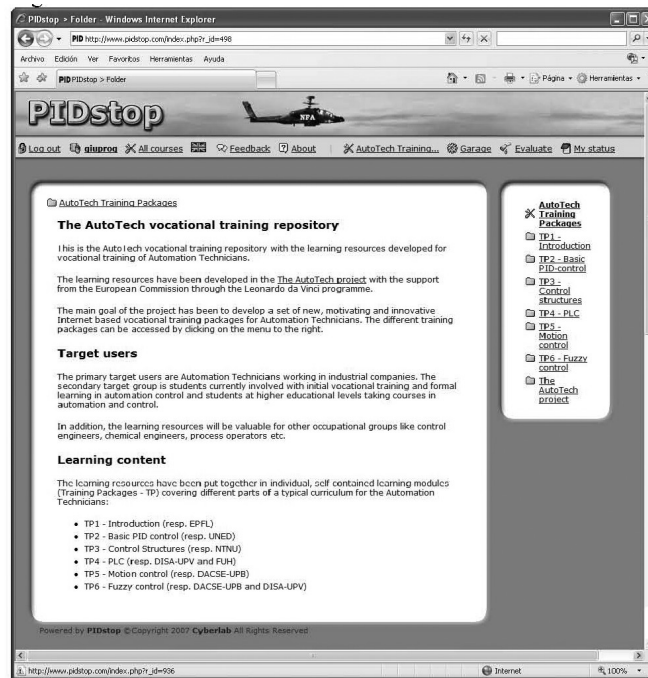 PIDstop > Folder - Windows Internet Explorer
PID http://www.pidstop.com/index.php?r_id=498
Archivo Edición Ver Favoritos Herramientas Ayuda
PID PIDstop > Folder
Página Herramientas
PIDstop
NFA
Log out giuprog All courses Feedback ? About AutoTech Training... Garage Evaluate My status
AutoTech Training Packages
The AutoTech vocational training repository
This is the AutoTech vocational training repository with the learning resources developed for
vocational training of Automation Technicians.
The learning resources have been developed in the The AutoTech project with the support
from the European Commission through the Leonardo da Vinci programme.
The main goal of the project has been to develop a set of new, motivating and innovative
Internet based vocational training packages for Automation Technicians. The different training
packages can be accessed by clicking on the menu to the right.
Target users
The primary target users are Automation Technicians working in industrial companies. The
secondary target group is students currently involved with initial vocational training and formal
learning in automation control and students at higher educational levels taking courses in
automation and control.
In addition, the learning resources will be valuable for other occupational groups like control
engineers, chemical engineers, process operators etc.
Learning content
The learning resources have been put together in individual, self contained learning modules
(Training Packages - TP) covering different parts of a typical curriculum for the Automation
Technicians:
• TP1 - Introduction (resp. EPFL)
• TP2 - Basic PID control (resp. UNED)
• TP3 - Control Structures (resp. NTNU)
• TP4 - PLC (resp. DISA-UPV and FUH)
• TP5 - Motion control (resp. DACSE-UPB)
• TP6 - Fuzzy control (resp. DACSE-UPB and DISA-UPV)
AutoTech
Training
Packages
TP1 -
Introduction
TP2 - Basic
PID-control
TP3 -
Control
structures
TP4 - PLC
TP5 -
Motion
control
TP6 - Fuzzy
control
The
AutoTech
project
Powered by PIDstop ©Copyright 2007 Cyberlab All Rights Reserved
http://www.pidstop.com/index.php?r_id=936
Internet
100%